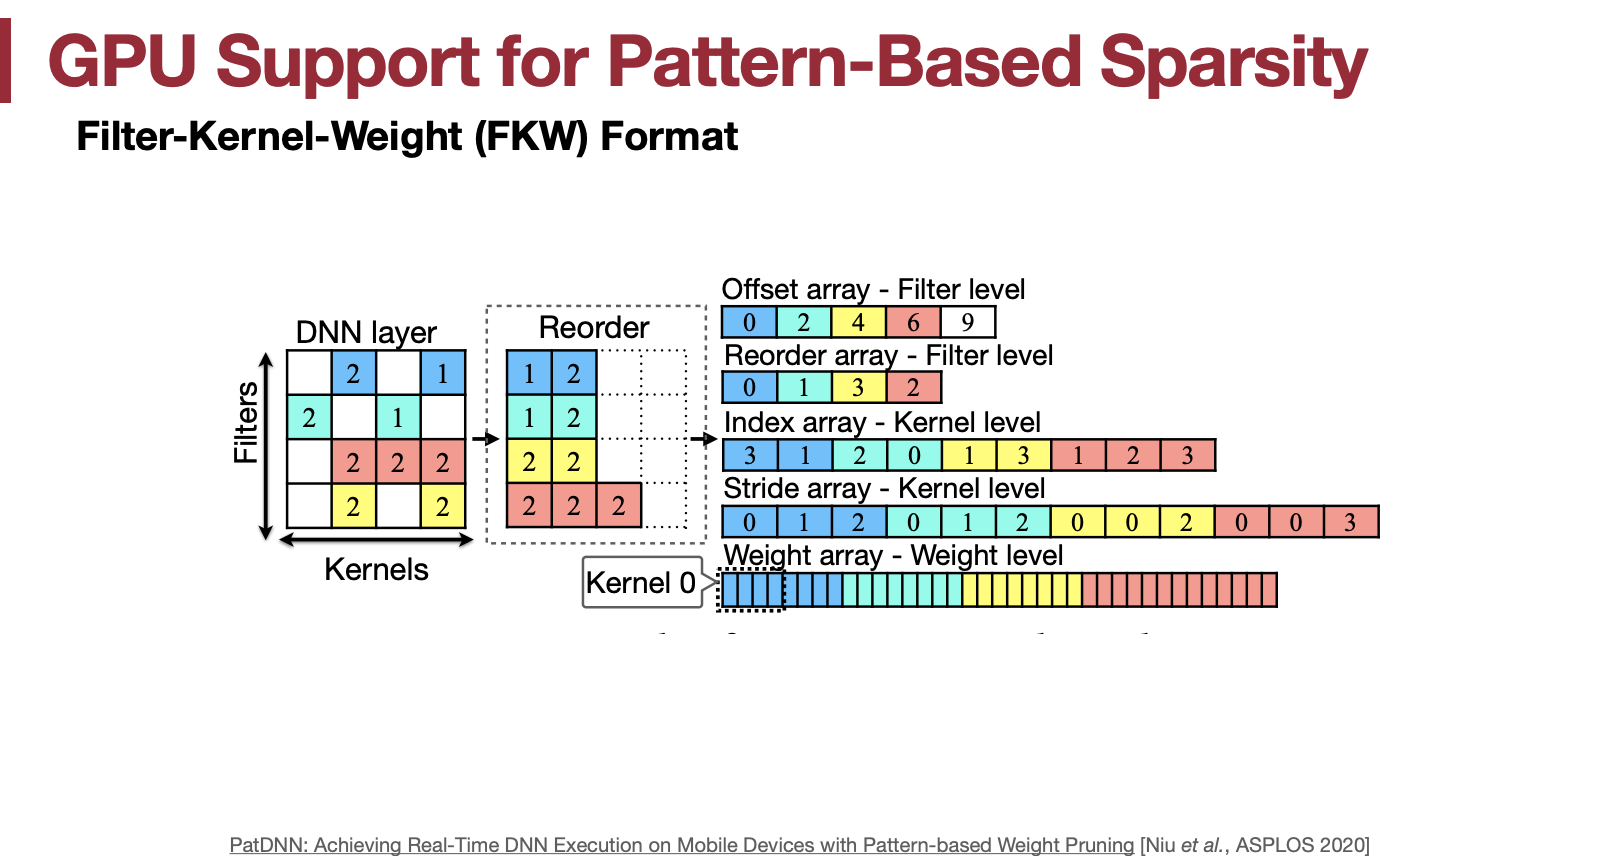 GPU Support for Pattern-Based Sparsity
Filter-Kernel-Weight (FKW) Format
DNN layer
Filters
2 1
2 1
2 2 2
2 2
Kernels
Reorder
1 2
1 2
2 2
2 2 2
Offset array - Filter level
0 2 4 6 9
Reorder array - Filter level
0 1 3 2
Index array - Kernel level
3 1 2 0 1 3 1 2 3
Stride array - Kernel level
0 1 2 0 1 2 0 0 2 0 0 3
Weight array - Weight level
Kernel 0
PatDNN: Achieving Real-Time DNN Execution on Mobile Devices with Pattern-based Weight Pruning [Niu et al., ASPLOS 2020]